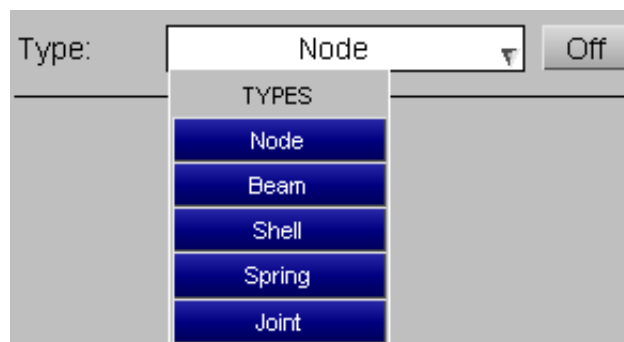 Type: Node Off
TYPES
Node
Beam
Shell
Spring
Joint